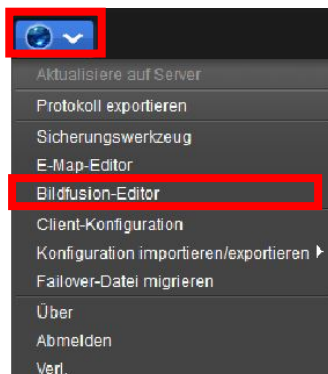 Aktualisiere auf Server
Protokoll exportieren
Sicherungswerkzeug
E-Map-Editor
Bildfusion-Editor
Client-Konfiguration
Konfiguration importieren/exportieren
Failover-Datei migrieren
Über
Abmelden
Verl.